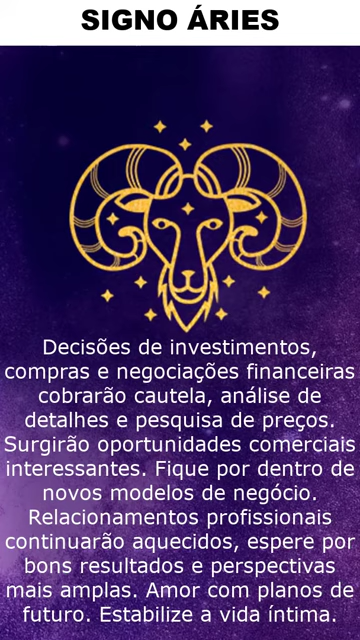 SIGNO ÁRIES
Decisões de investimentos,
compras e negociações financeiras
cobrarão cautela, análise de
detalhes e pesquisa de preços.
Surgirão oportunidades comerciais
interessantes. Fique por dentro de
novos modelos de negócio.
Relacionamentos profissionais
continuarão aquecidos, espere por
bons resultados e perspectivas
mais amplas. Amor com planos de
futuro. Estabilize a vida íntima.